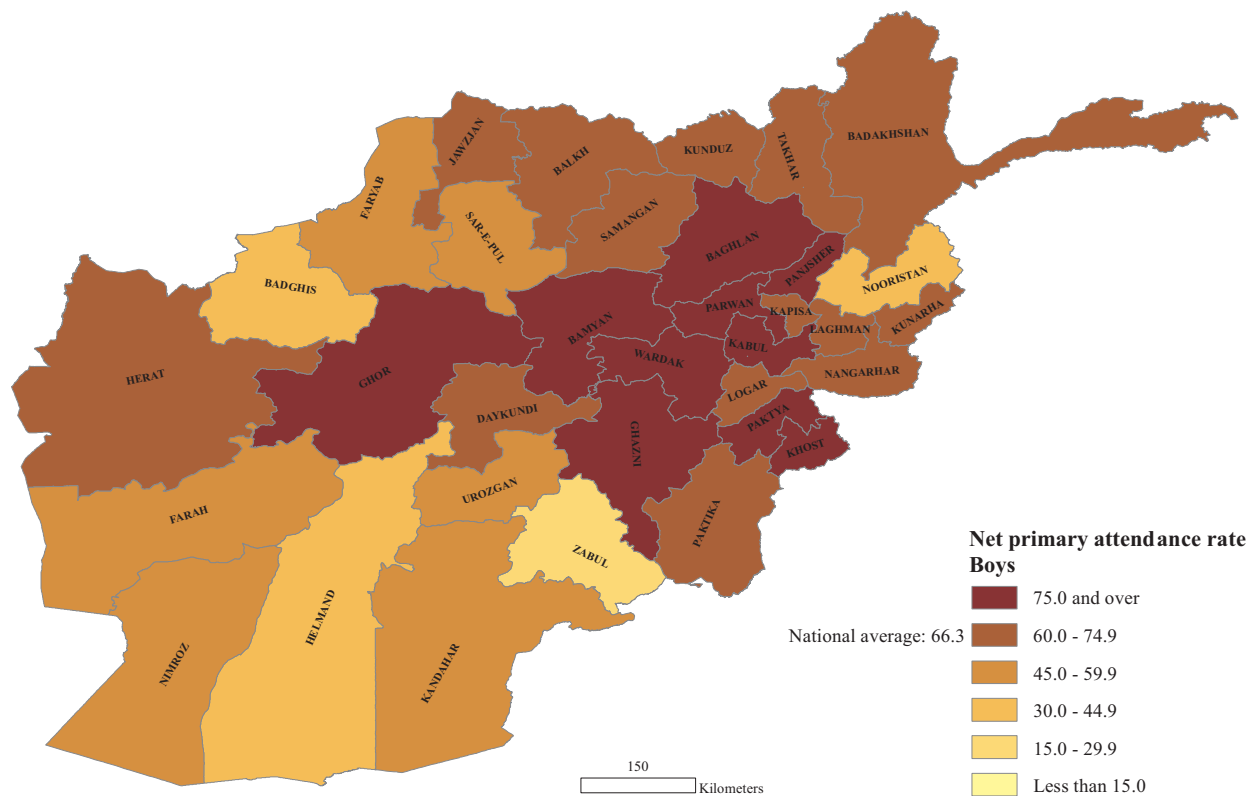 BADAKHSHAN
JAWZJAN
BALKH
KUNDUZ
TAKHAR
FARYAB
SAR-E-PUL
SAMANGAN
BAGHLAN
PANJSHER
NOORISTAN
BADGHIS
PARWAN
KAPISA
LAGHMAN
KUNARHA
BAMYAN
WARDAK
KABUL
HERAT
GHOR
NANGARHAR
LOGAR
DAYKUNDI
PAKTYA
GHAZNI
KHOST
UROZGAN
FARAH
PAKTIKA
ZABUL
HELMAND
NIMROZ
KANDAHAR
Net primary attendance rate
Boys
75.0 and over
National average: 66.3
60.0 - 74.9
45.0 - 59.9
30.0 - 44.9
15.0 - 29.9
Less than 15.0
150
Kilometers